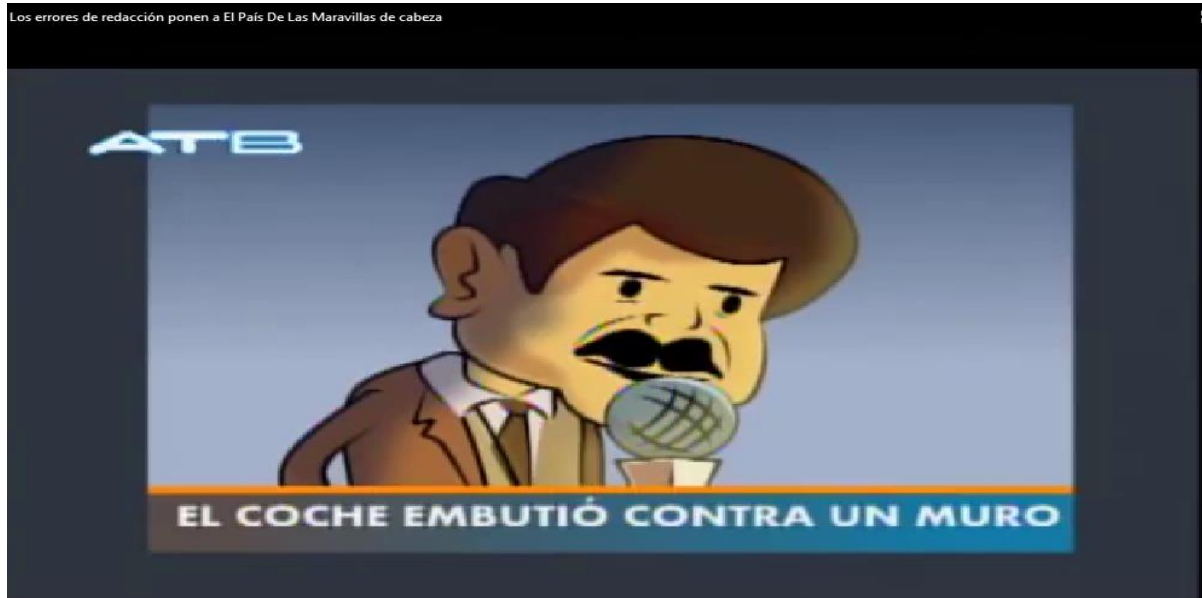 Los errores de redacción ponen a El País De Las Maravillas de cabeza
ATB
EL COCHE EMBUTIÓ CONTRA UN MURO